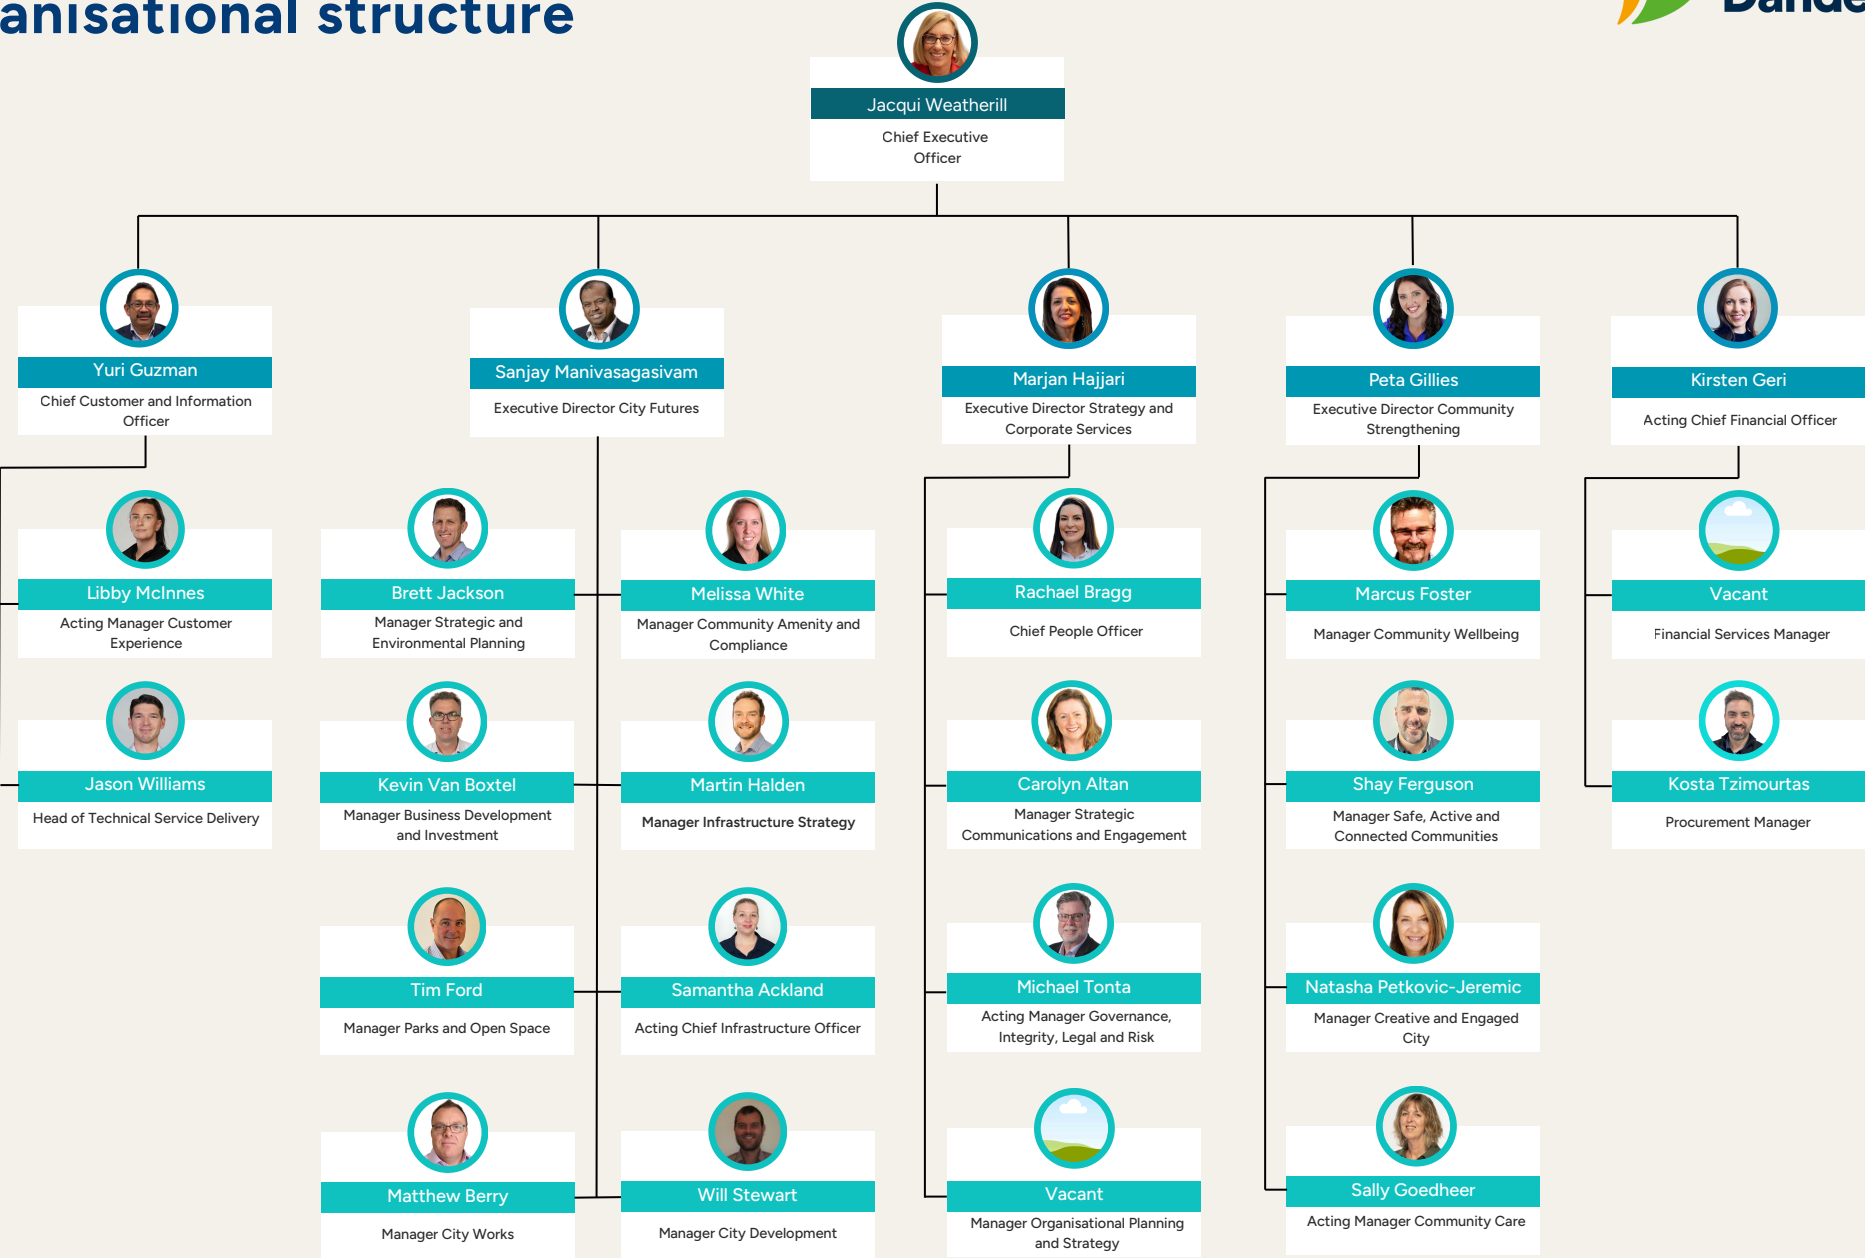 anisational structure
Dande
Jacqui Weatherill
Chief Executive
Officer
Yuri Guzman
Chief Customer and Information
Officer
Sanjay Manivasagasivam
Executive Director City Futures
Marjan Hajjari
Executive Director Strategy and
Corporate Services
Peta Gillies
Executive Director Community
Strengthening
Kirsten Geri
Acting Chief Financial Officer
Libby McInnes
Acting Manager Customer
Experience
Brett Jackson
Manager Strategic and
Environmental Planning
Melissa White
Manager Community Amenity and
Compliance
Rachael Bragg
Chief People Officer
Marcus Foster
Manager Community Wellbeing
Vacant
Financial Services Manager
Jason Williams
Head of Technical Service Delivery
Kevin Van Boxtel
Manager Business Development
and Investment
Martin Halden
Manager Infrastructure Strategy
Carolyn Altan
Manager Strategic
Communications and Engagement
Shay Ferguson
Manager Safe, Active and
Connected Communities
Kosta Tzimourtas
Procurement Manager
Tim Ford
Manager Parks and Open Space
Samantha Ackland
Acting Chief Infrastructure Officer
Michael Tonta
Acting Manager Governance,
Integrity, Legal and Risk
Natasha Petkovic-Jeremic
Manager Creative and Engaged
City
Matthew Berry
Manager City Works
Will Stewart
Manager City Development
Vacant
Manager Organisational Planning
and Strategy
Sally Goedheer
Acting Manager Community Care